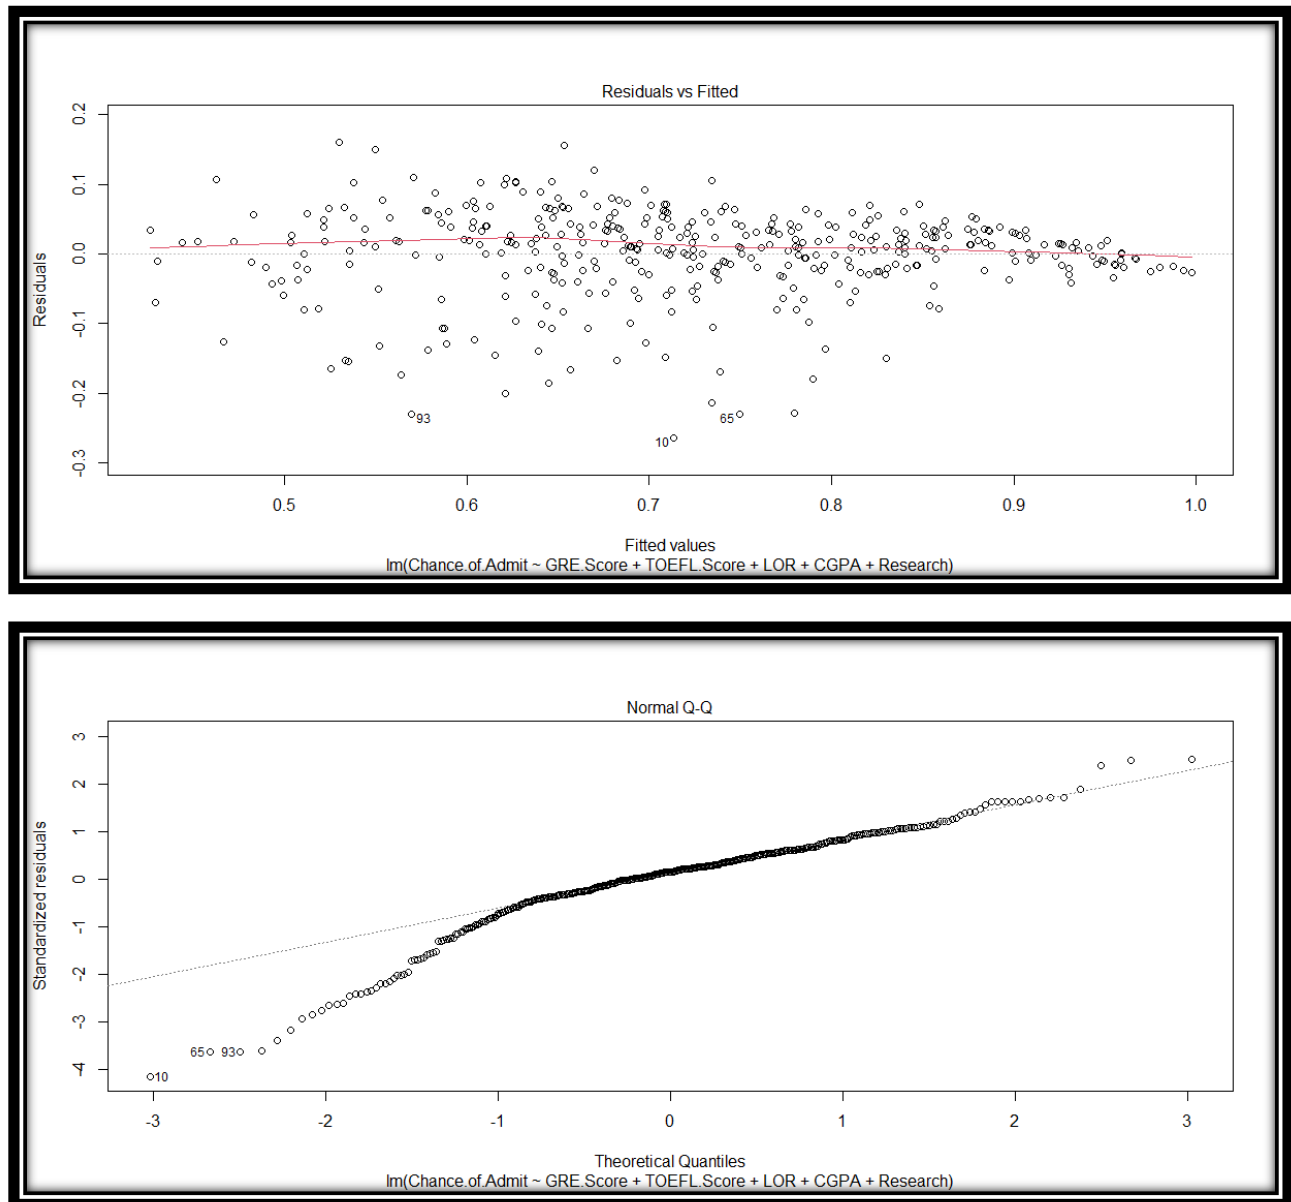 Residuals vs Fitted
0.2
0.1
0.0
-0.1
-0.2
-0.3
Residuals
93
65
10
0.5 0.6 0.7 0.8 0.9 1.0
Fitted values
lm(Chance.of.Admit ~ GRE.Score + TOEFL.Score + LOR + CGPA + Research)
Normal Q-Q
3
2
1
0
-1
-2
-3
-4
Standardized residuals
65 93
10
-3 -2 -1 0 1 2 3
Theoretical Quantiles
lm(Chance.of.Admit ~ GRE.Score + TOEFL.Score + LOR + CGPA + Research)